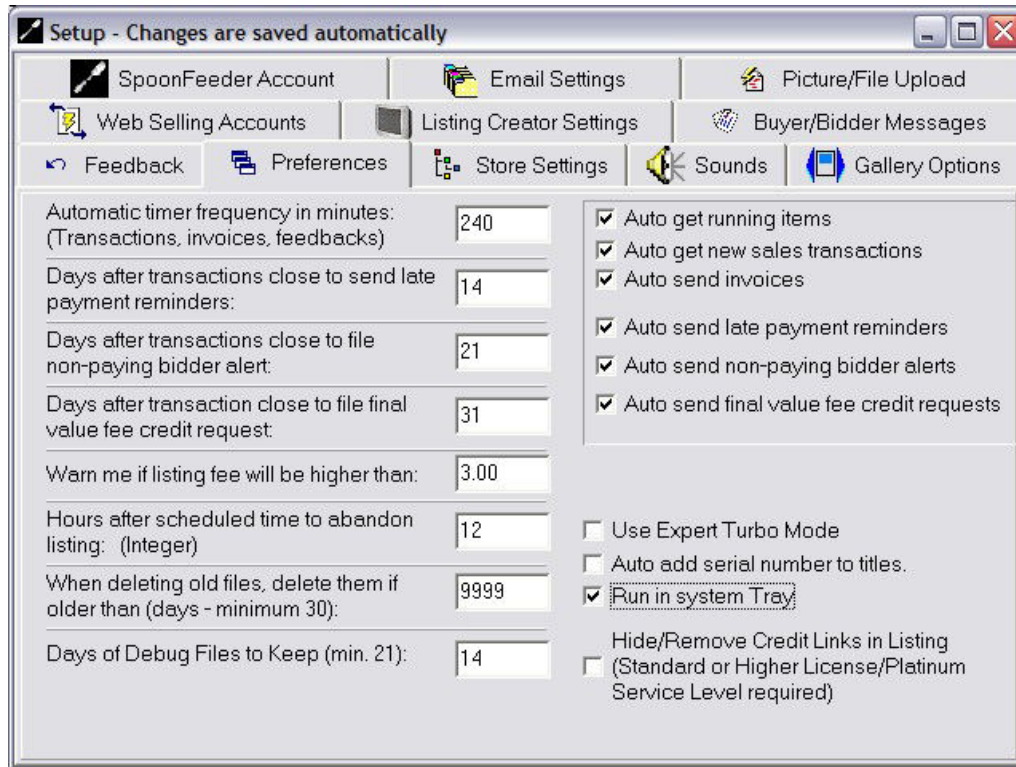 Setup - Changes are saved automatically
SpoonFeeder Account
Email Settings
Picture/File Upload
Web Selling Accounts
Listing Creator Settings
Buyer/Bidder Messages
Feedback
Preferences
Store Settings
Sounds
Gallery Options
Automatic timer frequency in minutes:
(Transactions, invoices, feedbacks)
240
Days after transactions close to send late
payment reminders:
14
Days after transactions close to file
non-paying bidder alert:
21
Days after transaction close to file final
value fee credit request:
31
Warn me if listing fee will be higher than:
3.00
Hours after scheduled time to abandon
listing: (Integer)
12
When deleting old files, delete them if
older than (days - minimum 30):
9999
Days of Debug Files to Keep (min. 21):
14
Auto get running items
Auto get new sales transactions
Auto send invoices
Auto send late payment reminders
Auto send non-paying bidder alerts
Auto send final value fee credit requests
Use Expert Turbo Mode
Auto add serial number to titles.
Run in system Tray
Hide/Remove Credit Links in Listing
(Standard or Higher License/Platinum
Service Level required)